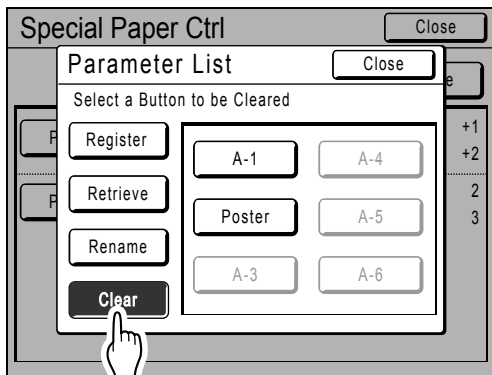 Special Paper Ctrl
Close
Parameter List
Close
e
Select a Button to be Cleared
P
Register
A-1
A-4
+1
+2
P
Retrieve
Poster
A-5
2
3
Rename
A-3
A-6
Clear